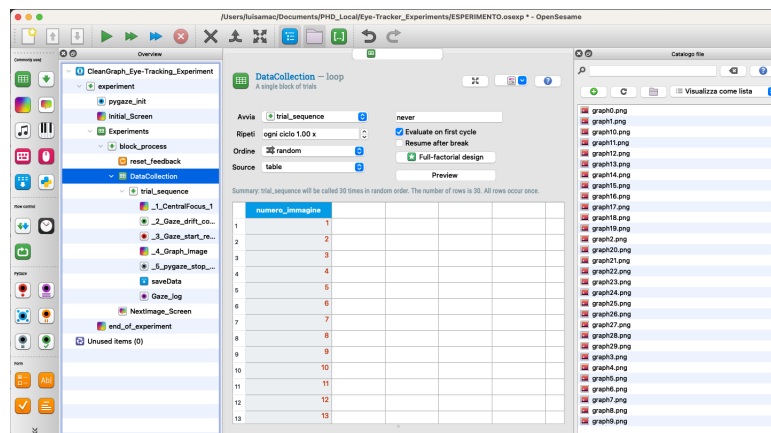 /Users/luisamac/Documents/PHD_Local/Eye-Tracker_Experiments/ESPERIMENTO.osexp * - OpenSesame
Commonly used
Flow control
PyGaze
Form
Overview
CleanGraph_Eye-Tracking_Experiment
experiment
pygaze_init
Initial_Screen
Experiments
block_process
reset_feedback
DataCollection
trial_sequence
_1_CentralFocus_1
_2_Gaze_drift_co...
_3_Gaze_start_re...
_4_Graph_Image
_5_pygaze_stop_...
saveData
Gaze_log
NextImage_Screen
end_of_experiment
Unused items (0)
DataCollection – loop
A single block of trials
Avvia trial_sequence never
Ripeti ogni ciclo 1.00 x Evaluate on first cycle
Resume after break
Ordine random Full-factorial design
Source table Preview
Summary: trial_sequence will be called 30 times in random order. The number of rows is 30. All rows occur once.
numero_immagine
1 1
2 2
3 3
4 4
5 5
6 6
7 7
8 8
9 9
10 10
11 11
12 12
13 13
Catalogo file
Visualizza come lista
graph0.png
graph1.png
graph10.png
graph11.png
graph12.png
graph13.png
graph14.png
graph15.png
graph16.png
graph17.png
graph18.png
graph19.png
graph2.png
graph20.png
graph21.png
graph22.png
graph23.png
graph24.png
graph25.png
graph26.png
graph27.png
graph28.png
graph29.png
graph3.png
graph4.png
graph5.png
graph6.png
graph7.png
graph8.png
graph9.png